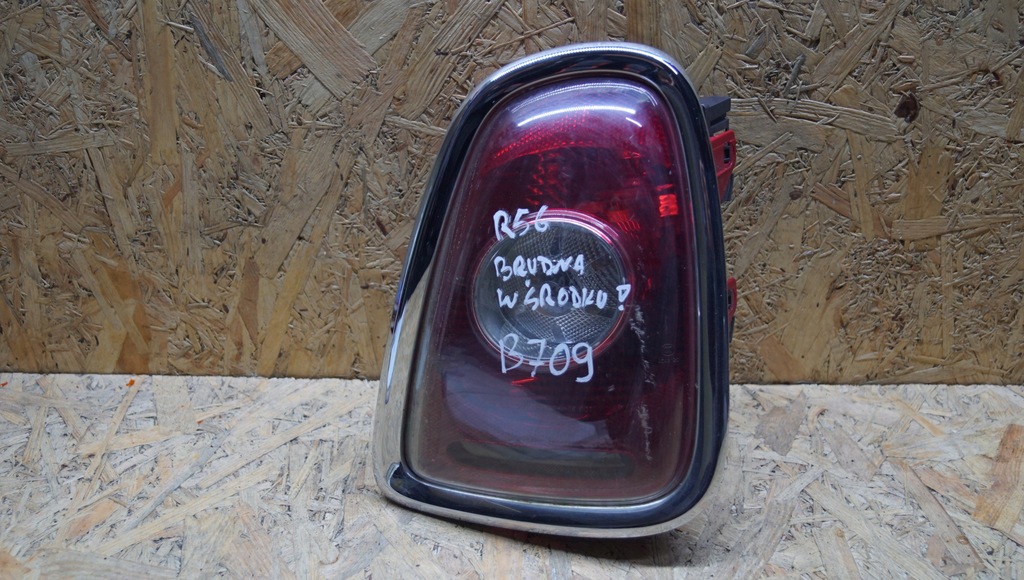 R56
BRUDNA
W ŚRODKU!
B709